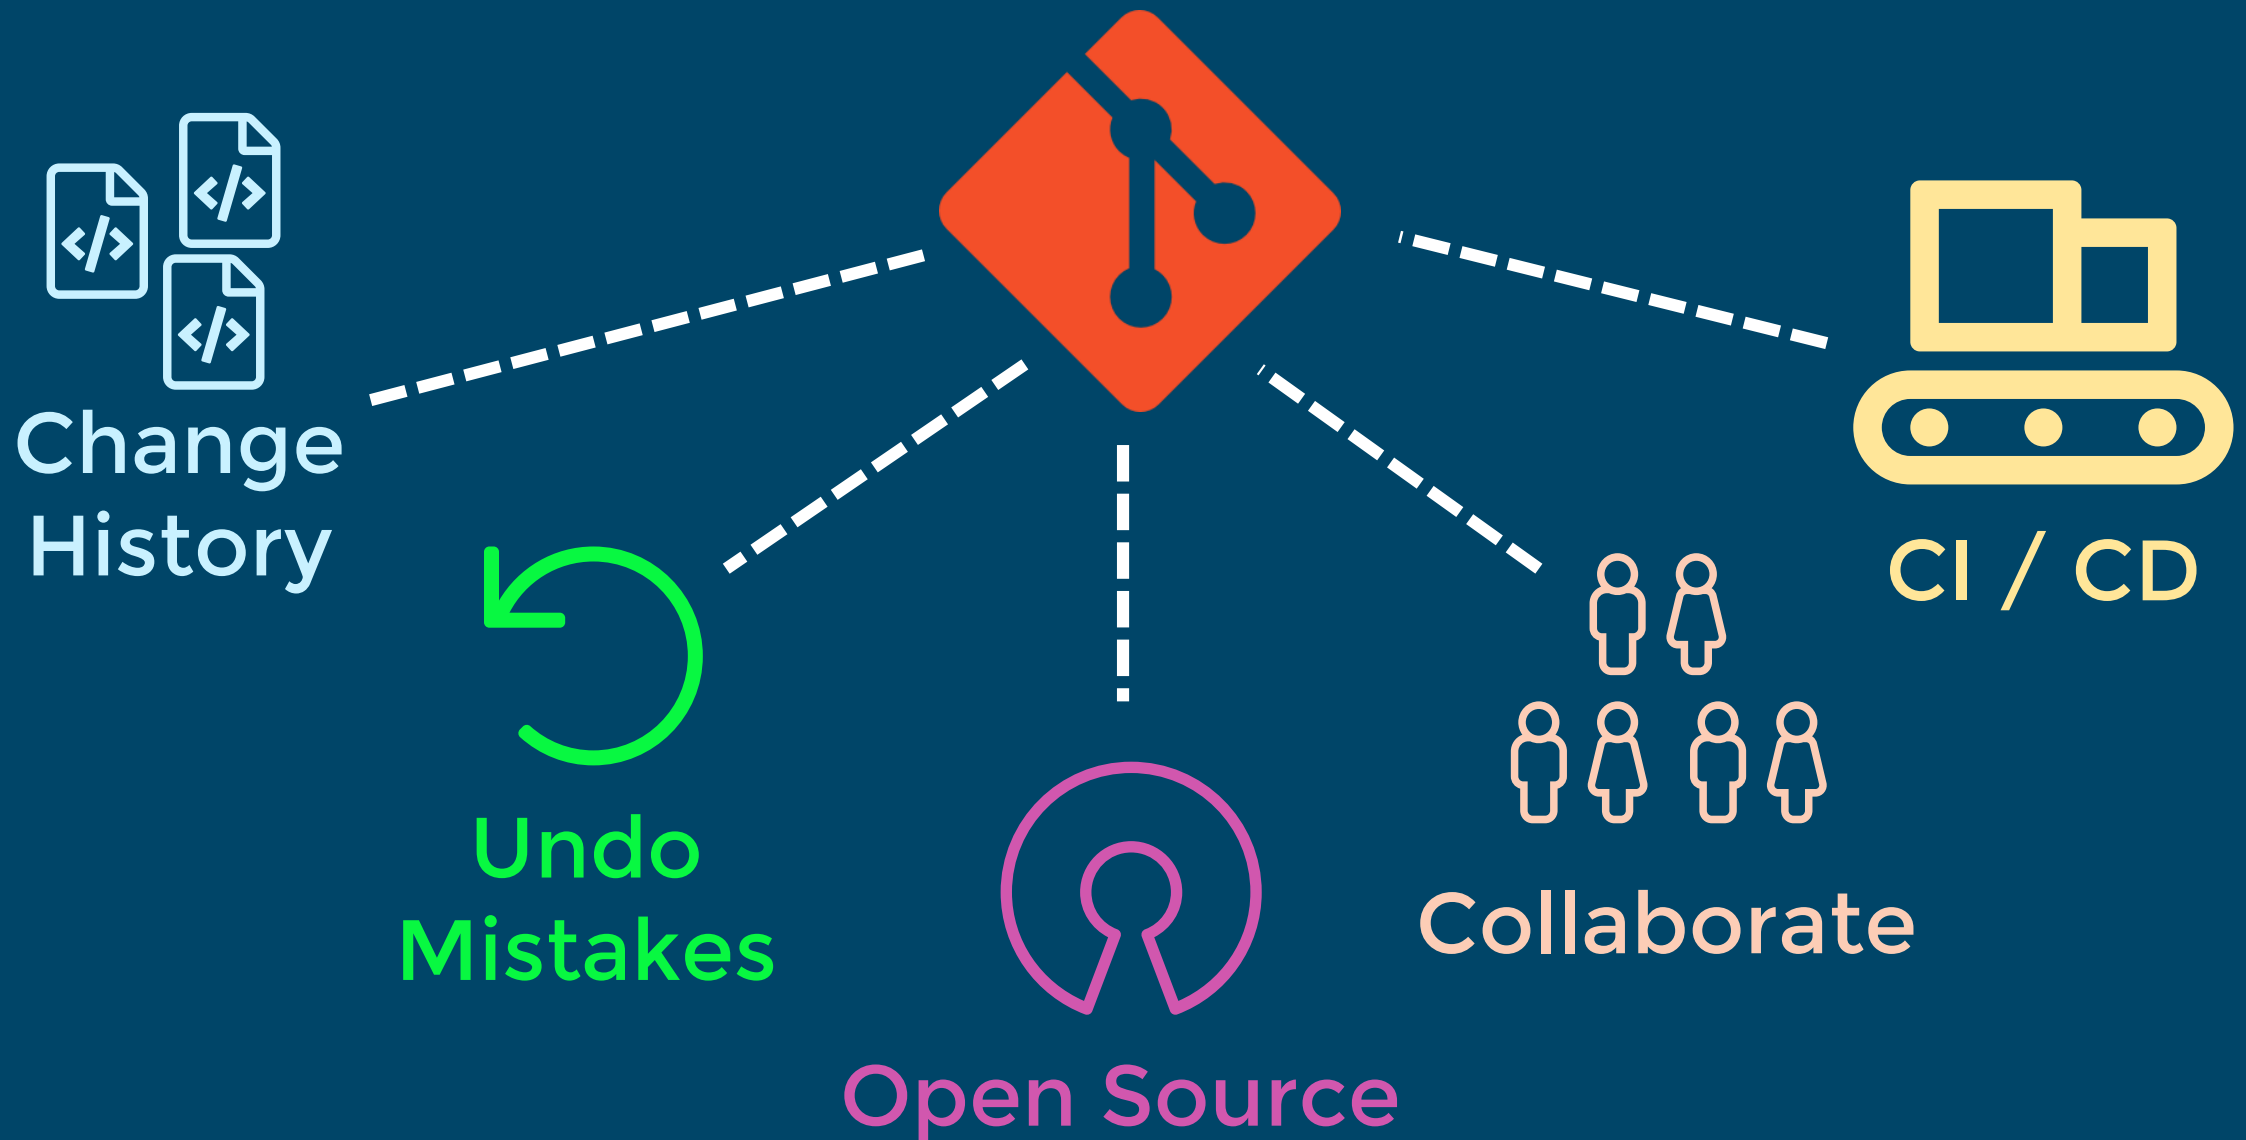 Change
History
Undo
Mistakes
Open Source
Collaborate
CI / CD